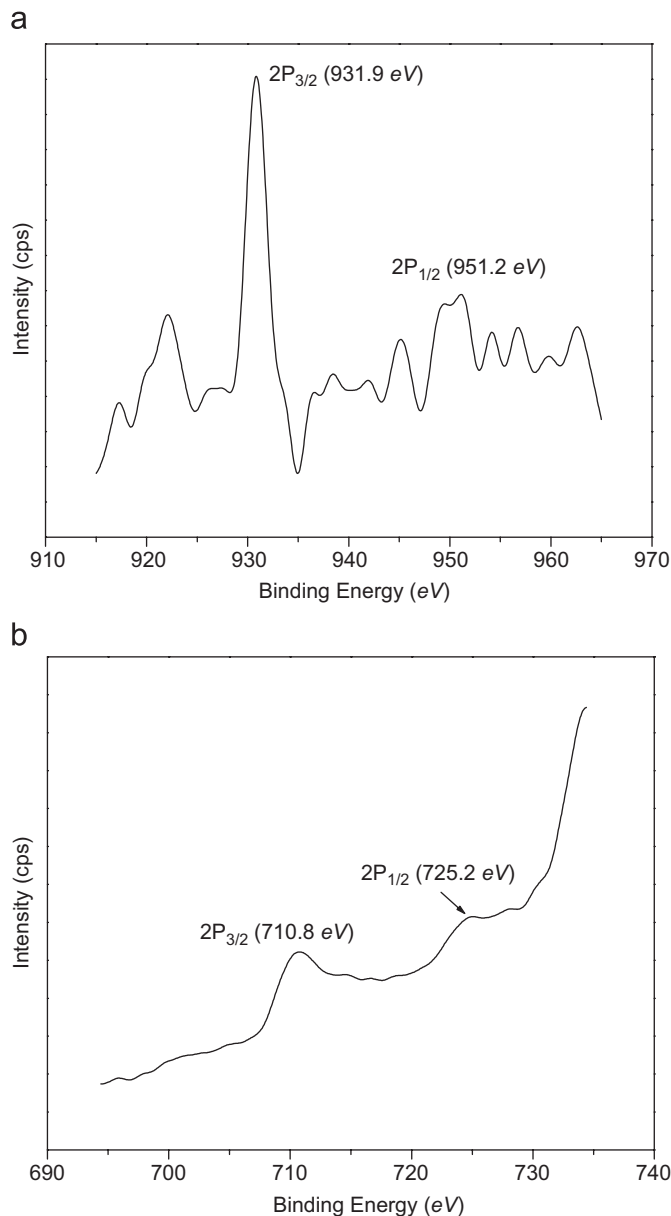 a
2P3/2 (931.9 eV)
2P1/2 (951.2 eV)
Intensity (cps)
910 920 930 940 950 960 970
Binding Energy (eV)
b
2P1/2 (725.2 eV)
2P3/2 (710.8 eV)
Intensity (cps)
690 700 710 720 730 740
Binding Energy (eV)